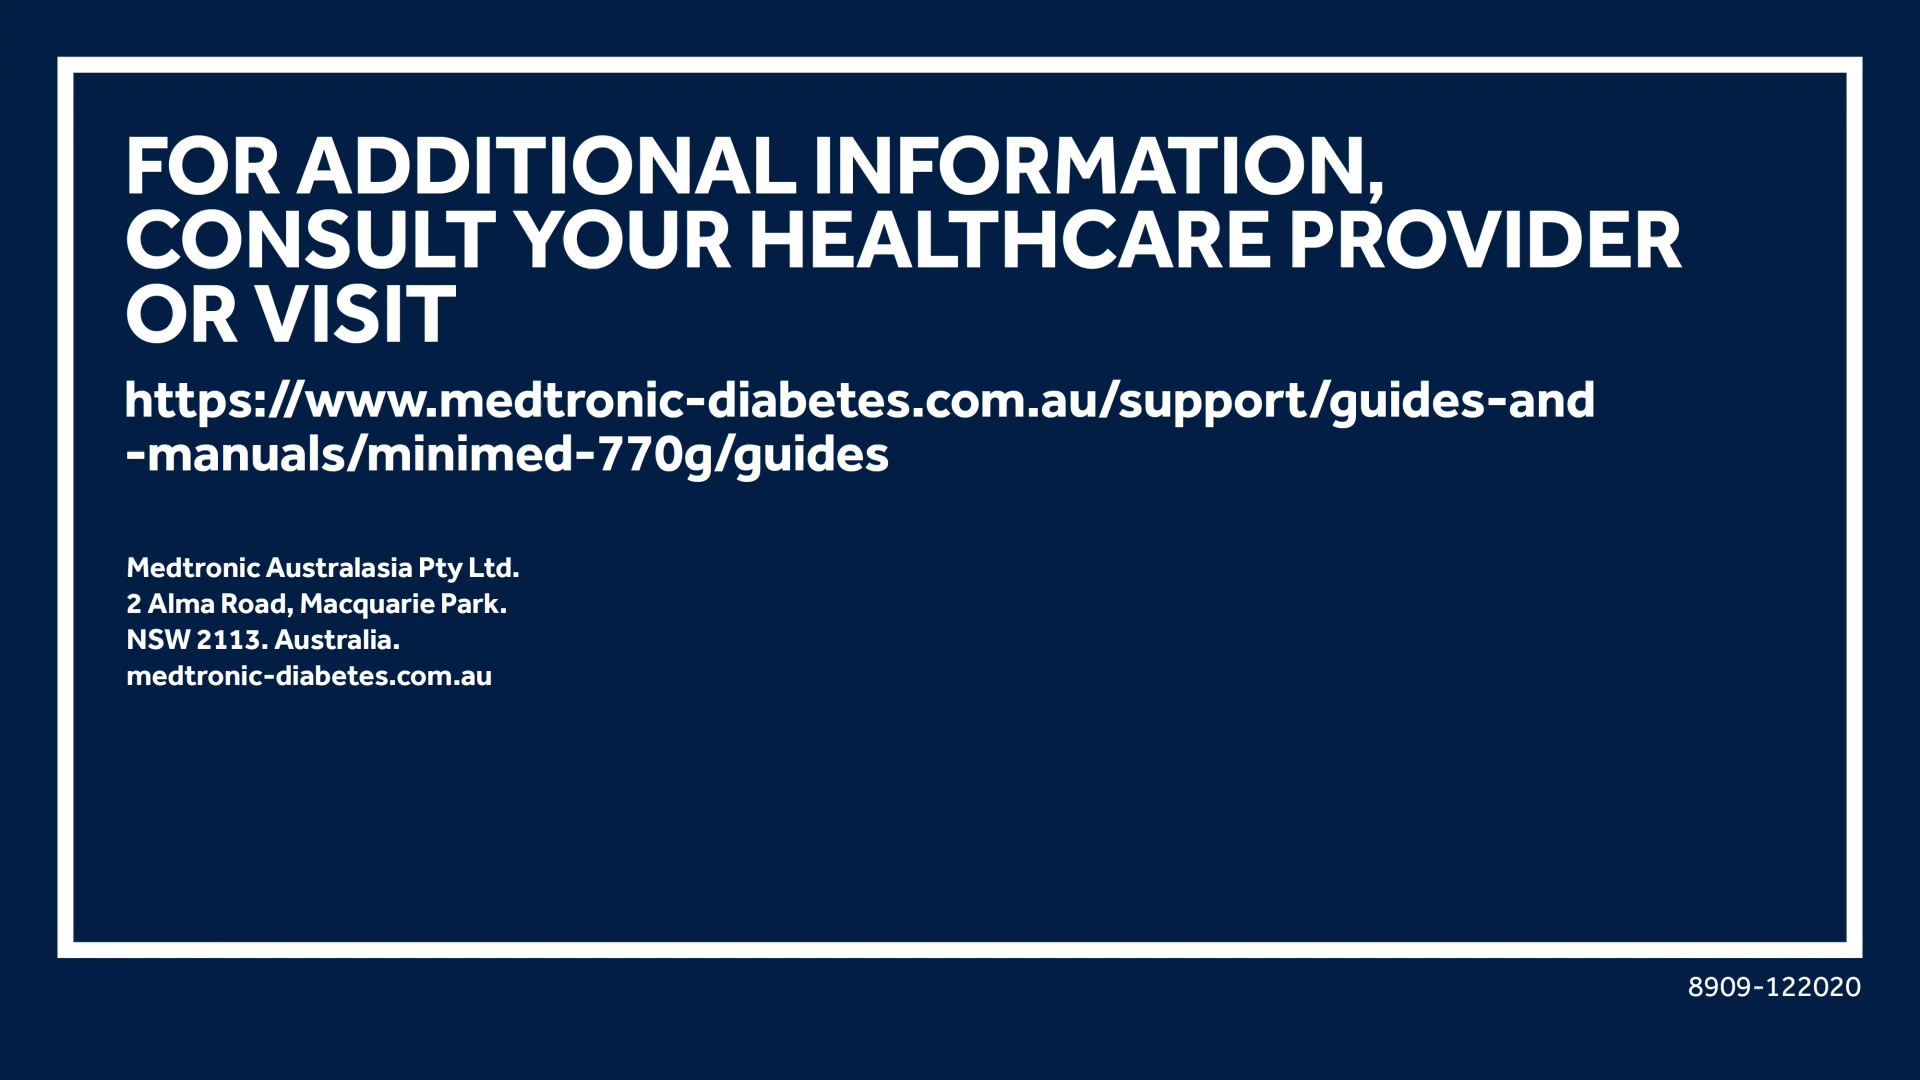 FOR ADDITIONAL INFORMATION,
CONSULT YOUR HEALTHCARE PROVIDER
OR VISIT
https://www.medtronic-diabetes.com.au/support/guides-and
-manuals/minimed-770g/guides
Medtronic Australasia Pty Ltd.
2 Alma Road, Macquarie Park.
NSW 2113. Australia.
medtronic-diabetes.com.au
8909-122020